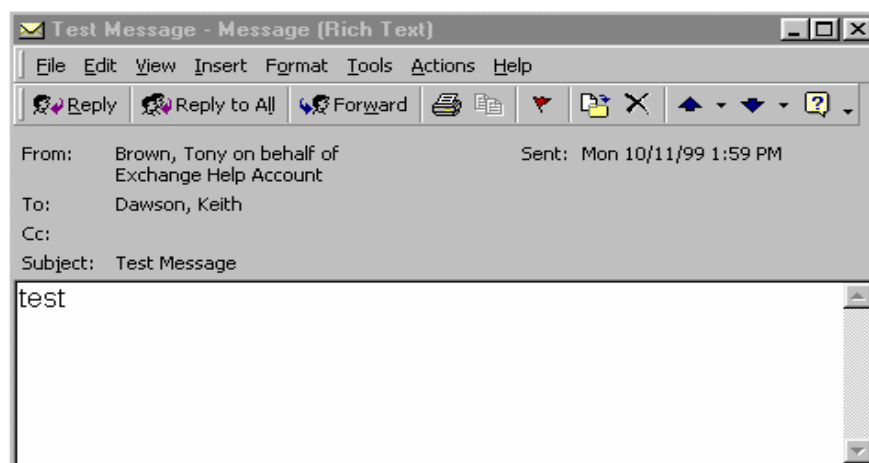 Test Message - Message (Rich Text)
File Edit View Insert Format Tools Actions Help
Reply Reply to All Forward
From: Brown, Tony on behalf of Sent: Mon 10/11/99 1:59 PM
Exchange Help Account
To: Dawson, Keith
Cc:
Subject: Test Message
test